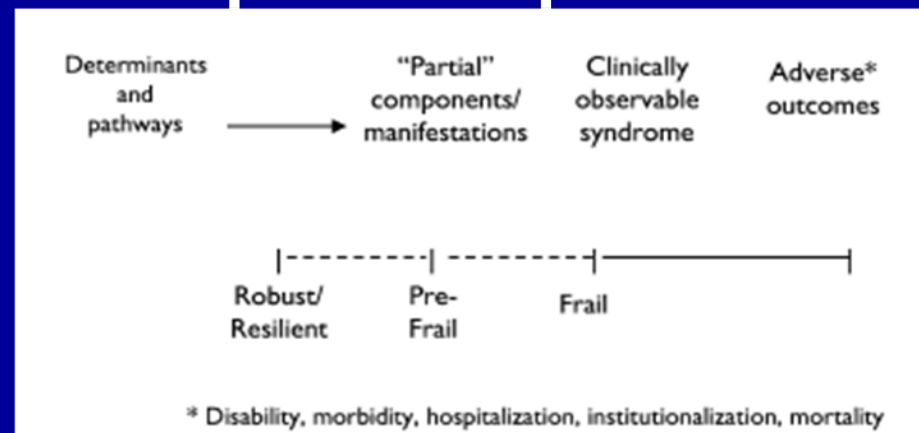 Determinants
and
pathways
“Partial”
components/
manifestations
Clinically
observable
syndrome
Adverse*
outcomes
Robust/
Resilient
Pre-
Frail
Frail
* Disability, morbidity, hospitalization, institutionalization, mortality